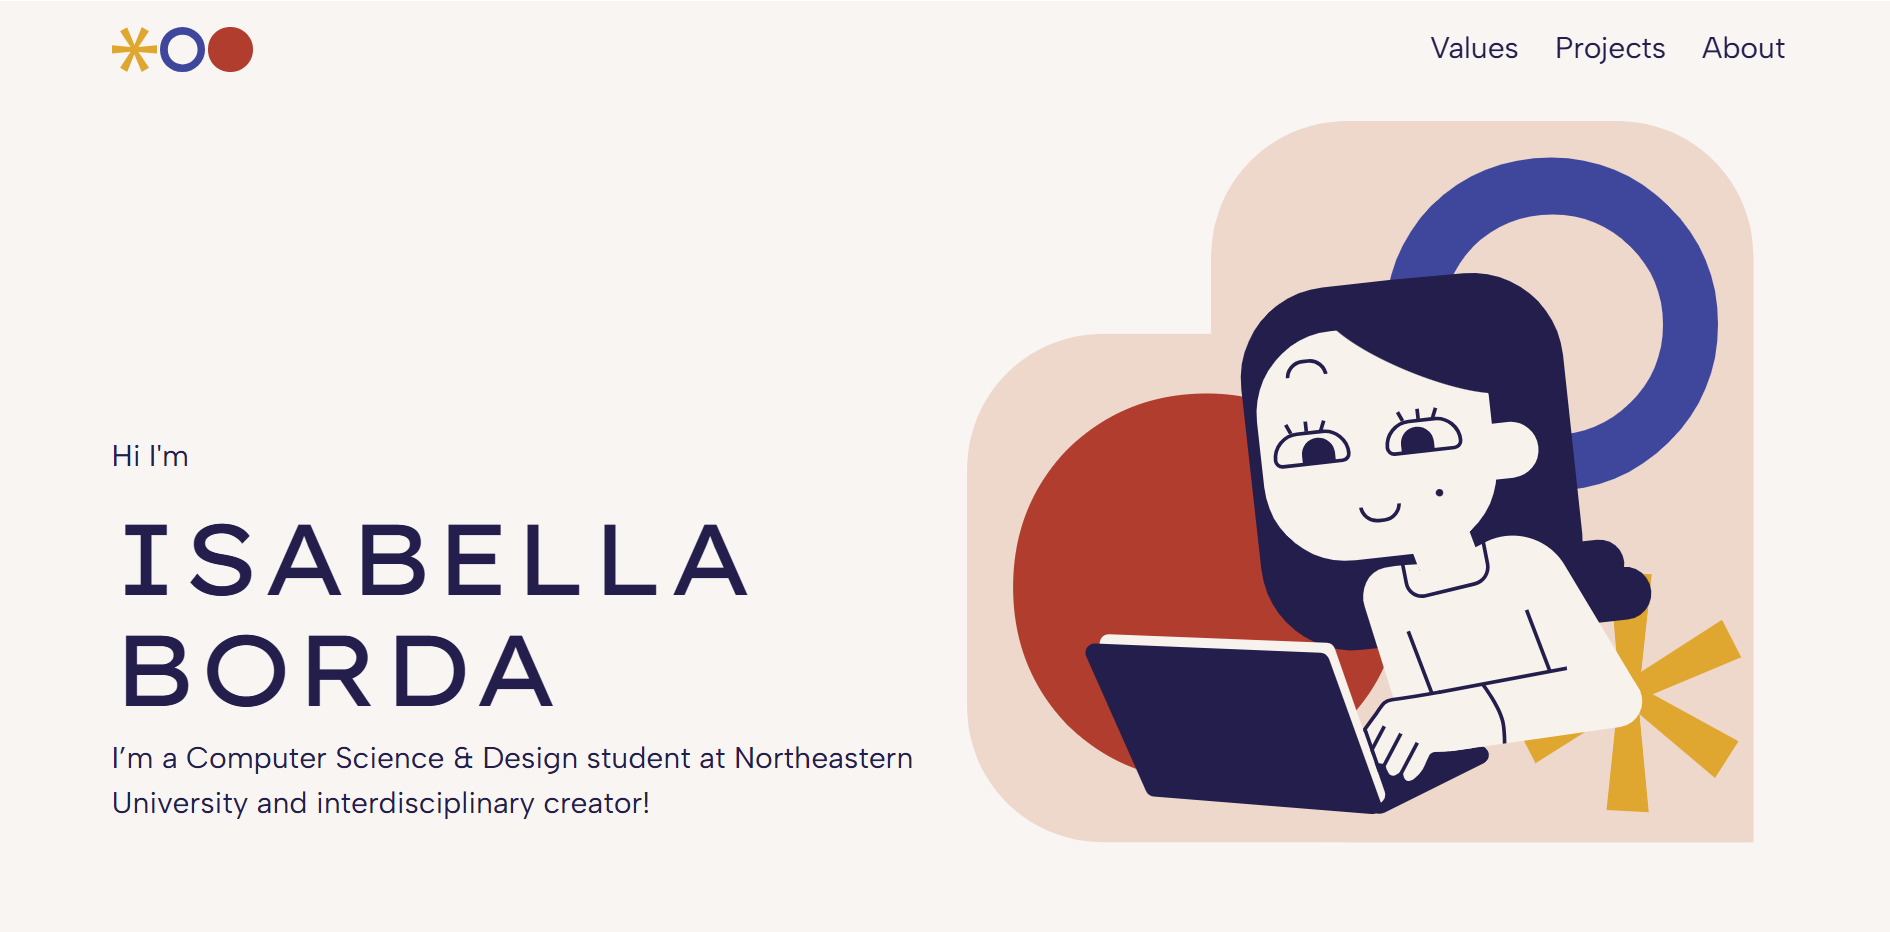 Values Projects About
Hi I'm
ISABELLA
BORDA
I’m a Computer Science & Design student at Northeastern
University and interdisciplinary creator!